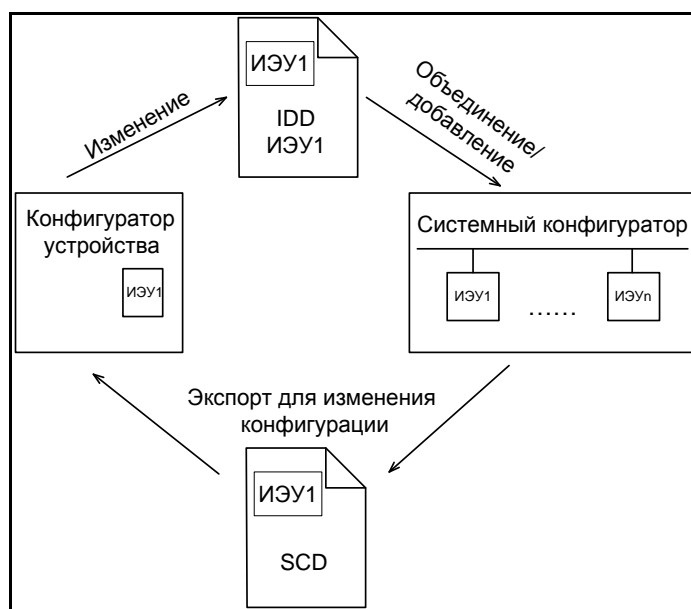 ИЭУ1
IDD
ИЭУ1
Изменение
Объединение/
добавление
Конфигуратор
устройства
ИЭУ1
Системный конфигуратор
ИЭУ1
......
ИЭУn
Экспорт для изменения
конфигурации
ИЭУ1
SCD